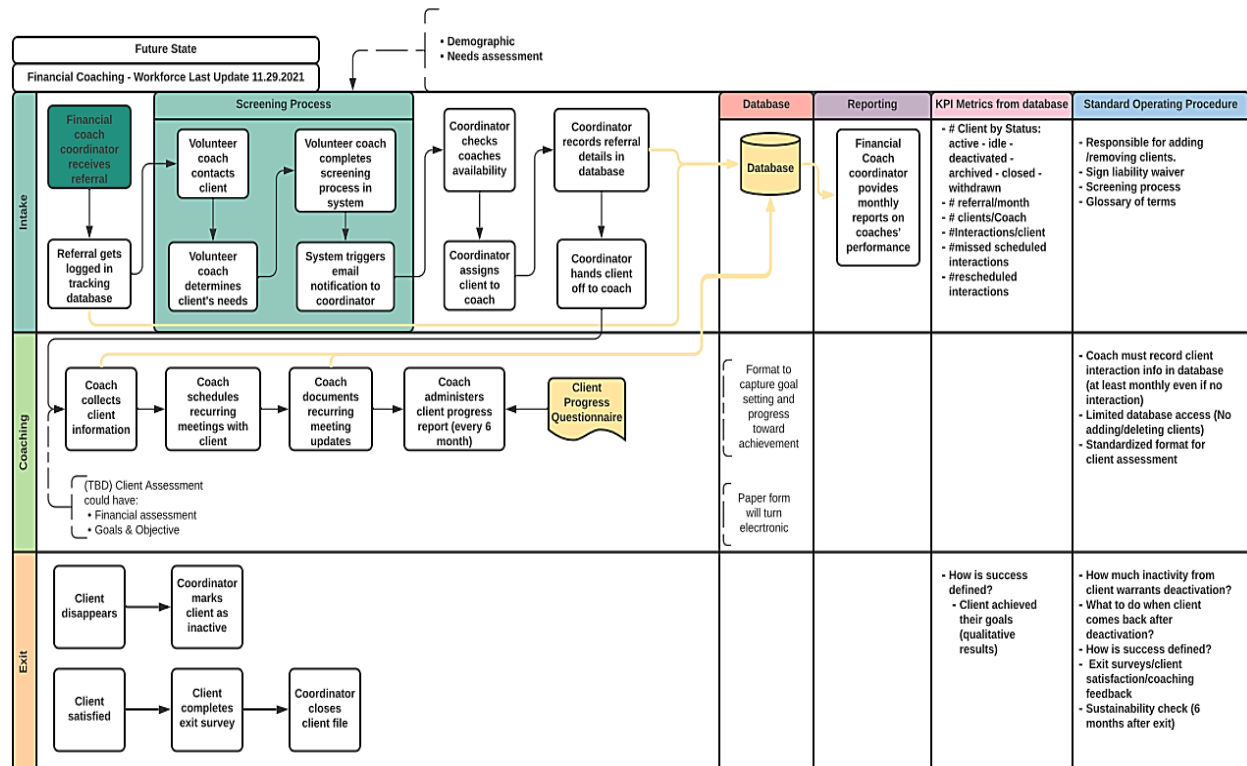 Future State
Financial Coaching - Workforce Last Update 11.29.2021
• Demographic
• Needs assessment
Intake
Financial
coach
coordinator
receives
referral
Referral gets
logged in
tracking
database
Screening Process
Volunteer
coach
contacts
client
Volunteer
coach
determines
client's needs
Volunteer coach
completes
screening
process in
system
System triggers
email
notification to
coordinator
Coordinator
checks
coaches
availability
Coordinator
assigns
client to
coach
Coordinator
records referral
details in
database
Coordinator
hands client
off to coach
Database
Database
Reporting
Financial
Coach
coordinator
povides
monthly
reports on
coaches'
performance
KPI Metrics from database
- # Client by Status:
active - idle -
deactivated -
archived - closed -
withdrawn
- # referral/month
- # clients/Coach
- #Interactions/client
- #missed scheduled
interactions
- #rescheduled
interactions
Standard Operating Procedure
- Responsible for adding
/removing clients.
- Sign liability waiver
- Screening process
- Glossary of terms
Coaching
Coach
collects
client
information
Coach
schedules
recurring
meetings with
client
Coach
documents
recurring
meeting
updates
Coach
administers
client progress
report (every 6
month)
Client
Progress
Questionnaire
(TBD) Client Assessment
could have:
• Financial assessment
• Goals & Objective
Format to
capture goal
setting and
progress
toward
achievement
Paper form
will turn
elecrtronic
- Coach must record client
interaction info in database
(at least monthly even if no
interaction)
- Limited database access (No
adding/deleting clients)
- Standardized format for
client assessment
Exit
Client
disappears
Coordinator
marks
client as
inactive
Client
satisfied
Client
completes
exit survey
Coordinator
closes
client file
- How is success
defined?
- Client achieved
their goals
(qualitative
results)
- How much inactivity from
client warrants deactivation?
- What to do when client
comes back after
deactivation?
- How is success defined?
- Exit surveys/client
satisfaction/coaching
feedback
- Sustainability check (6
months after exit)